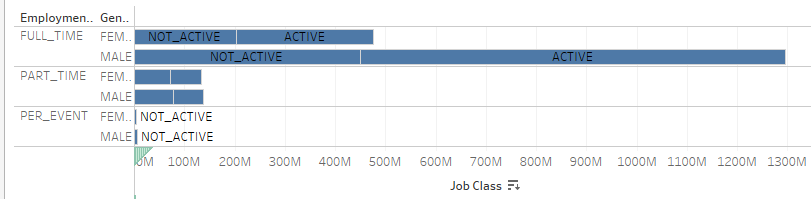 Employmen.. Gen..
FULL_TIME FEM.. NOT_ACTIVE ACTIVE
MALE NOT_ACTIVE ACTIVE
PART_TIME FEM..
MALE
PER_EVENT FEM.. NOT_ACTIVE
MALE NOT_ACTIVE
0M 100M 200M 300M 400M 500M 600M 700M 800M 900M 1000M 1100M 1200M 1300M
Job Class